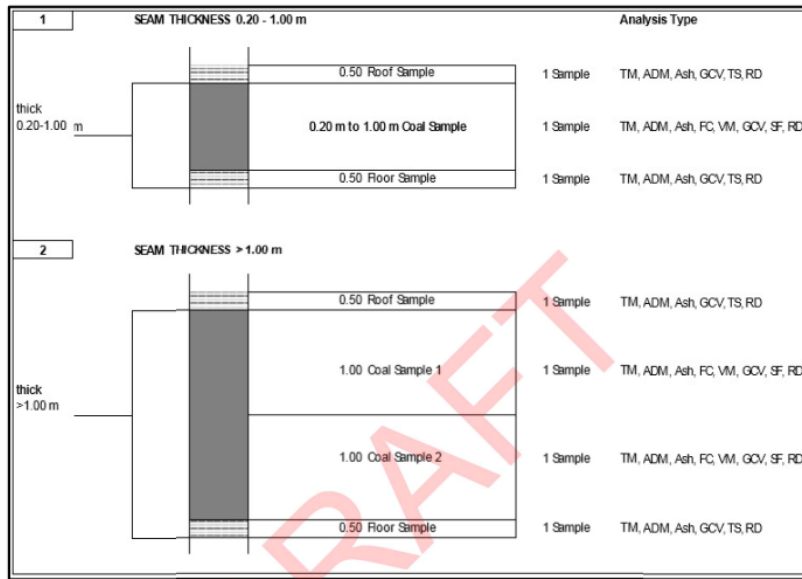 1 SEAM THICKNESS 0.20 - 1.00 m Analysis Type
0.50 Roof Sample 1 Sample TM, ADM, Ash, GCV, TS, RD
thick
0.20-1.00 m 0.20 m to 1.00 m Coal Sample 1 Sample TM, ADM, Ash, FC, VM, GCV, SF, RD
0.50 Floor Sample 1 Sample TM, ADM, Ash, GCV, TS, RD
2 SEAM THICKNESS > 1.00 m
0.50 Roof Sample 1 Sample TM, ADM, Ash, GCV, TS, RD
1.00 Coal Sample 1 1 Sample TM, ADM, Ash, FC, VM, GCV, SF, RD
thick
>1.00 m
1.00 Coal Sample 2 1 Sample TM, ADM, Ash, FC, VM, GCV, SF, RD
0.50 Floor Sample 1 Sample TM, ADM, Ash, GCV, TS, RD
RAFT